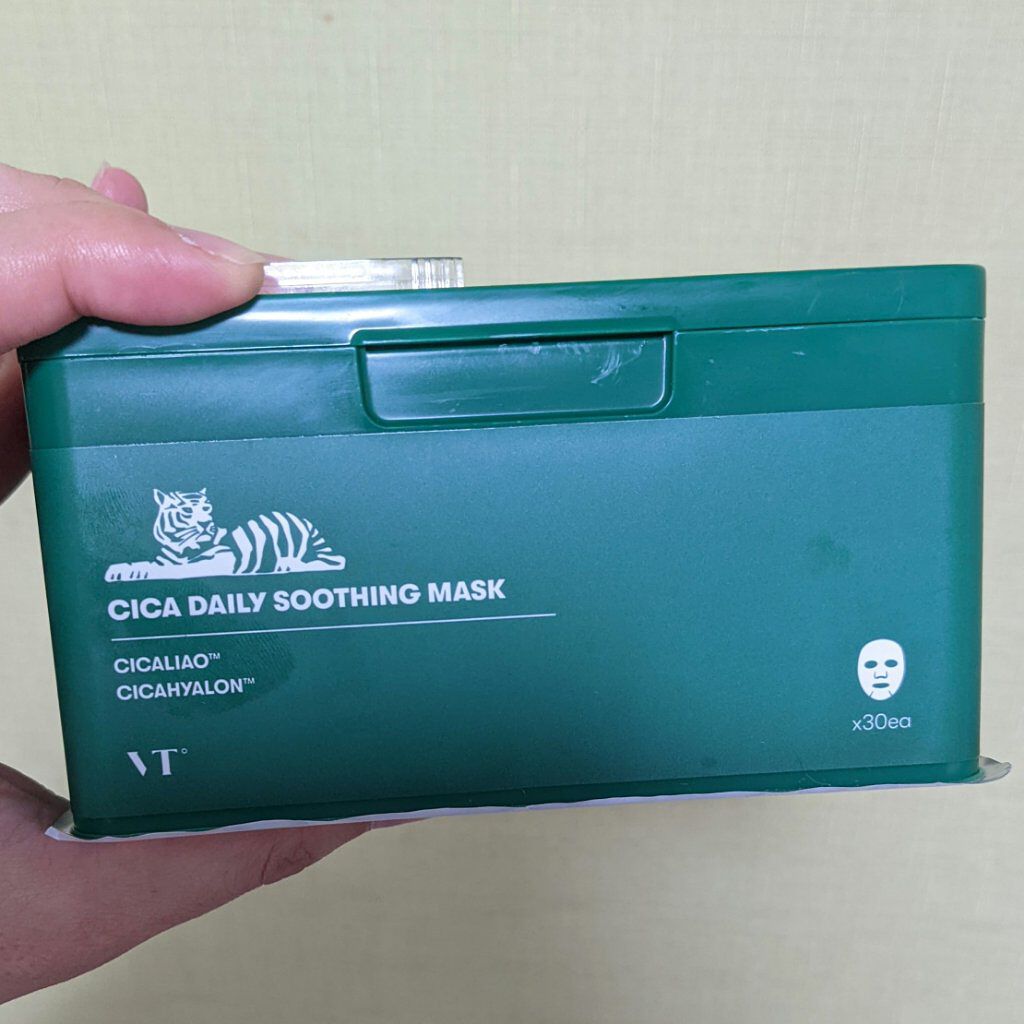 CICA DAILY SOOTHING MASK
CICALIAO™
CICAHYALON™
VT°
x30ea